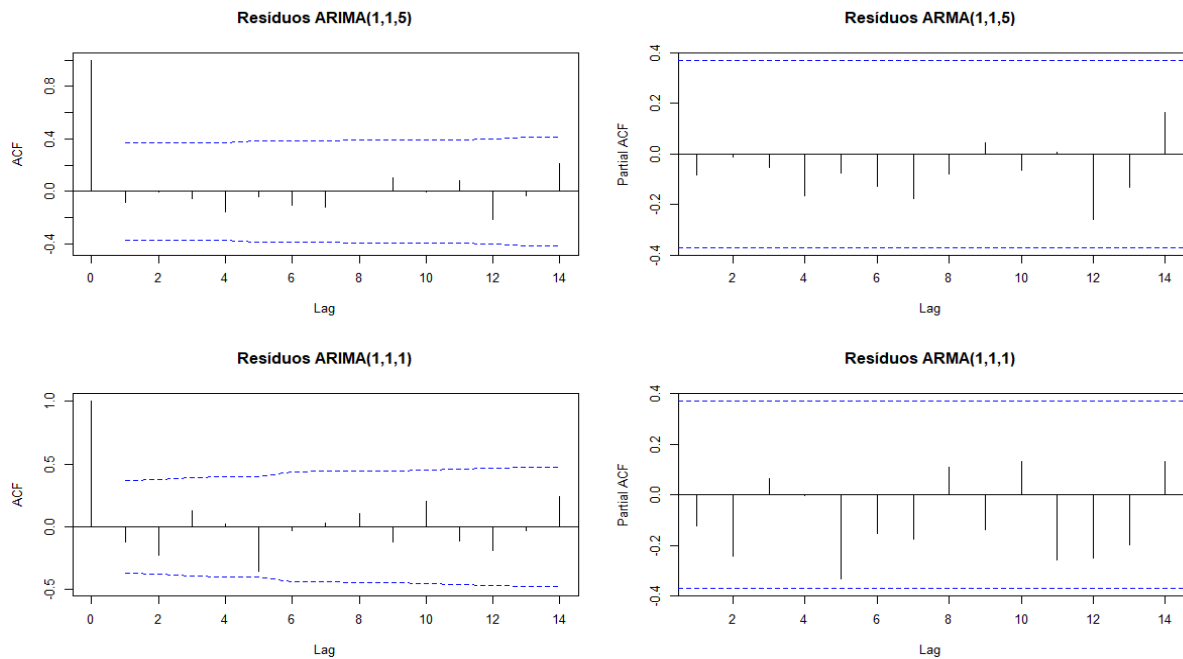 Resíduos ARIMA(1,1,5)
ACF
0.8
0.4
0.0
-0.4
0 2 4 6 8 10 12 14
Lag
Resíduos ARMA(1,1,5)
Partial ACF
0.4
0.2
0.0
-0.2
-0.4
2 4 6 8 10 12 14
Lag
Resíduos ARIMA(1,1,1)
ACF
1.0
0.5
0.0
-0.5
0 2 4 6 8 10 12 14
Lag
Resíduos ARMA(1,1,1)
Partial ACF
0.4
0.2
0.0
-0.2
-0.4
2 4 6 8 10 12 14
Lag